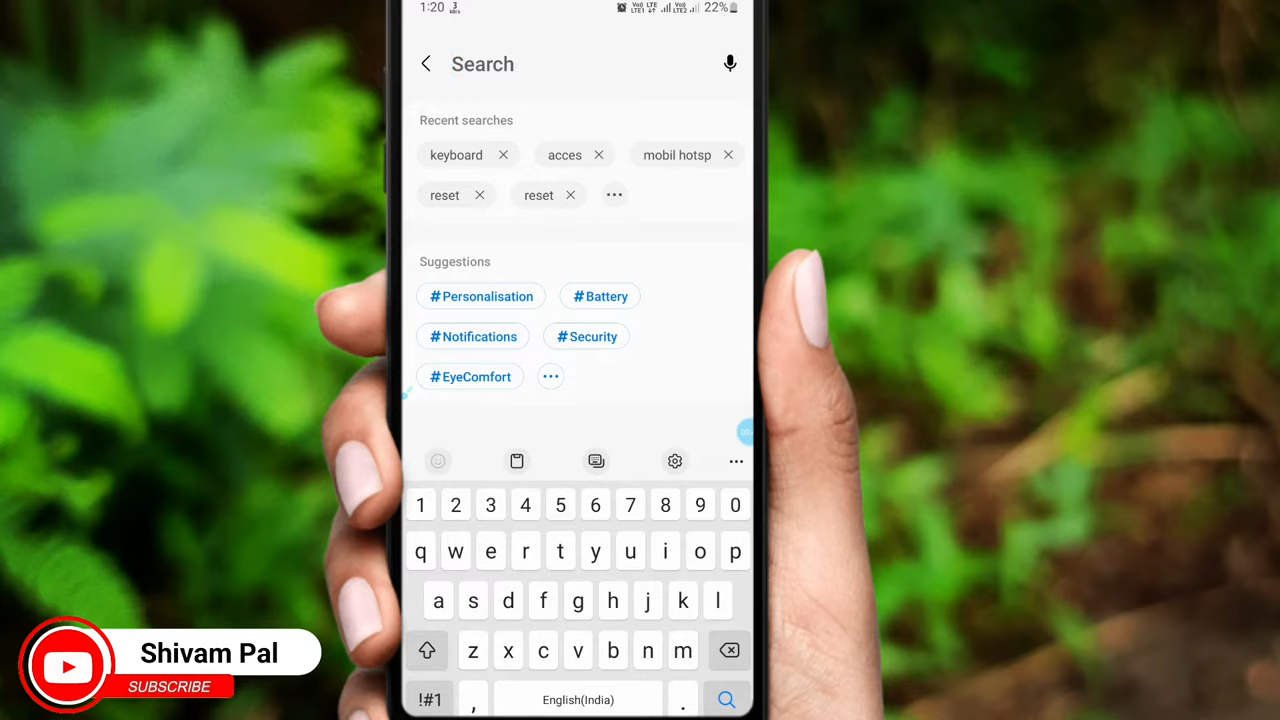 1:20 22%
Search
Recent searches
keyboard acces mobil hotsp
reset reset
Suggestions
#Personalisation #Battery
#Notifications #Security
#EyeComfort
1 2 3 4 5 6 7 8 9 0
q w e r t y u i o p
a s d f g h j k l
z x c v b n m
!#1 , English(India) .
Shivam Pal
SUBSCRIBE